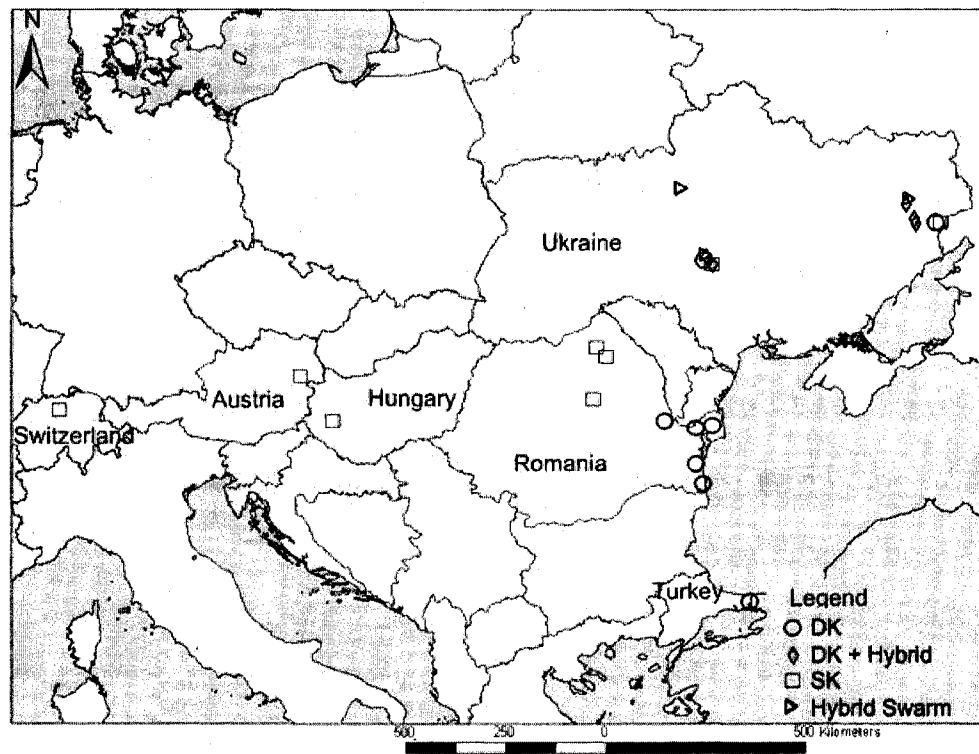 N
Ukraine
Austria
Hungary
Switzerland
Romania
Turkey
Legend
DK
DK + Hybrid
SK
Hybrid Swarm
500 250 0 500 Kilometers